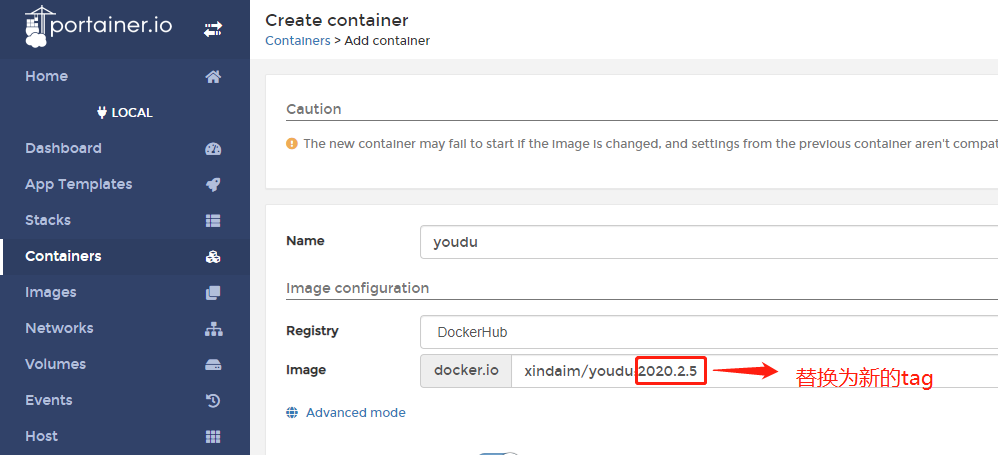 portainer.io
Home
LOCAL
Dashboard
App Templates
Stacks
Containers
Images
Networks
Volumes
Events
Host
Create container
Containers > Add container
Caution
The new container may fail to start if the image is changed, and settings from the previous container aren't compat
Name
youdu
Image configuration
Registry
DockerHub
Image
docker.io
xindaim/youdu:2020.2.5
替换为新的tag
Advanced mode